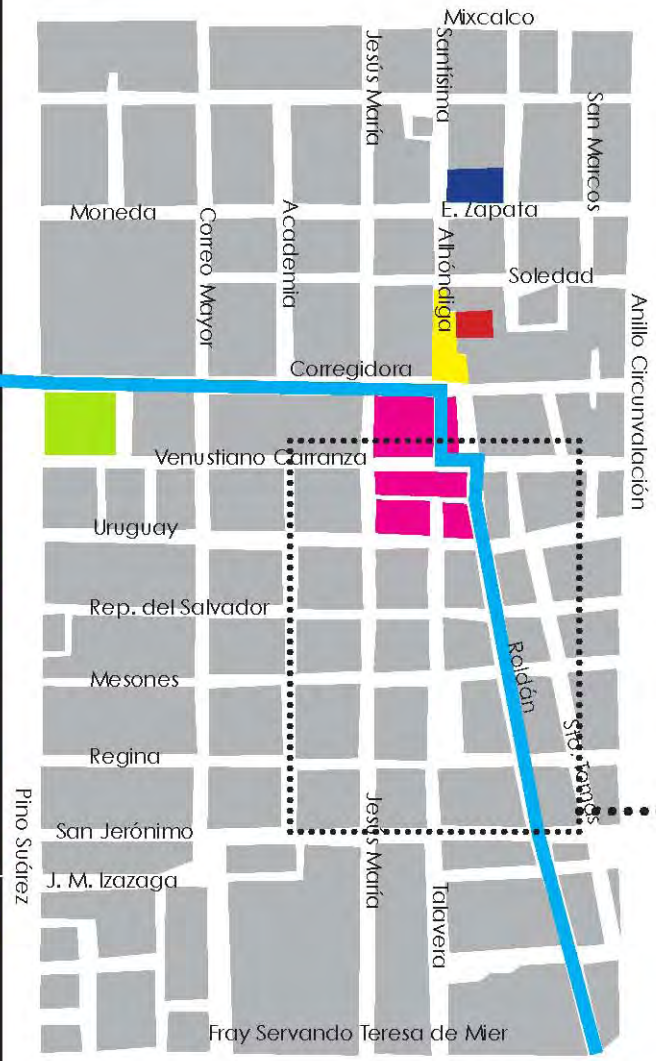 Mixcalco
Jesús María
Santísima
San Marcos
Moneda
Correo Mayor
Academia
E. Zapata
Alhóndiga
Soledad
Anillo Circunvalación
Corregidora
Venustiano Carranza
Uruguay
Rep. del Salvador
Roldán
Mesones
Sto. Tomás
Regina
Pino Suárez
San Jerónimo
Jesús María
J. M. Izazaga
Talavera
Fray Servando Teresa de Mier